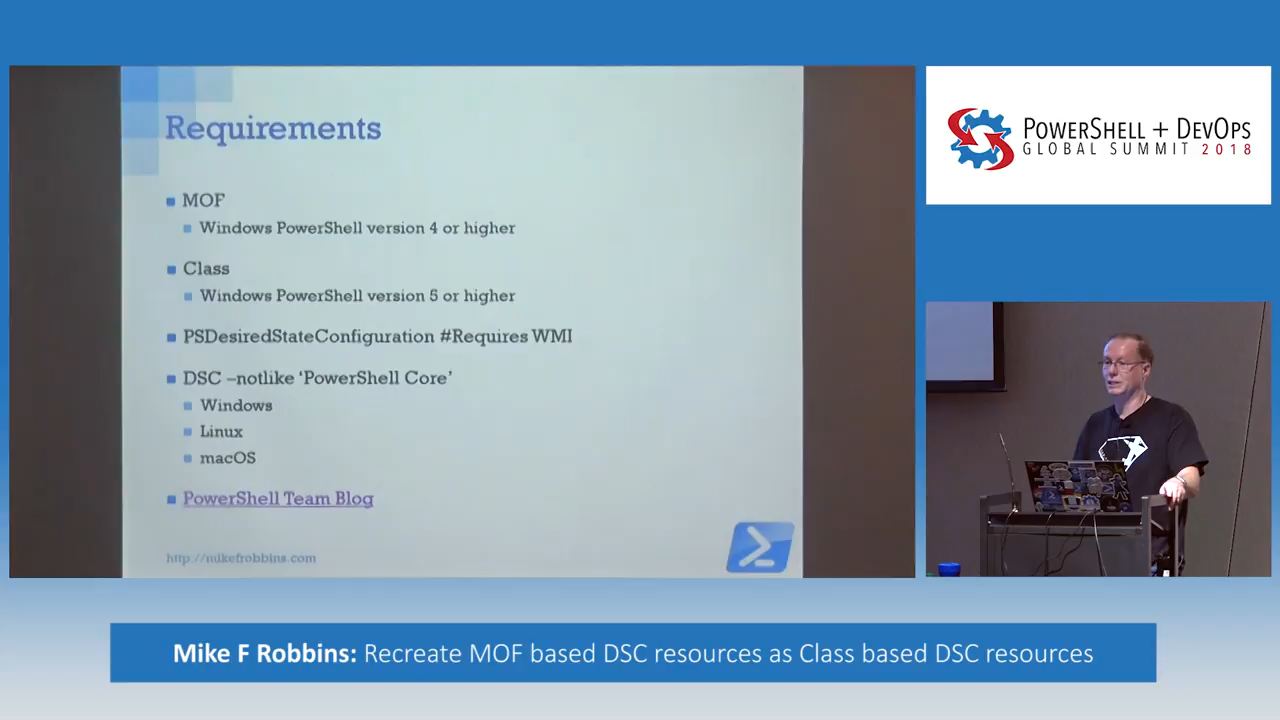 Requirements
MOF
Windows PowerShell version 4 or higher
Class
Windows PowerShell version 5 or higher
PSDesiredStateConfiguration #Requires WMI
DSC –notlike ‘PowerShell Core’
Windows
Linux
macOS
PowerShell Team Blog
http://mikefrobbins.com
POWERSHELL + DEVOPS
GLOBAL SUMMIT 2018
Mike F Robbins: Recreate MOF based DSC resources as Class based DSC resources